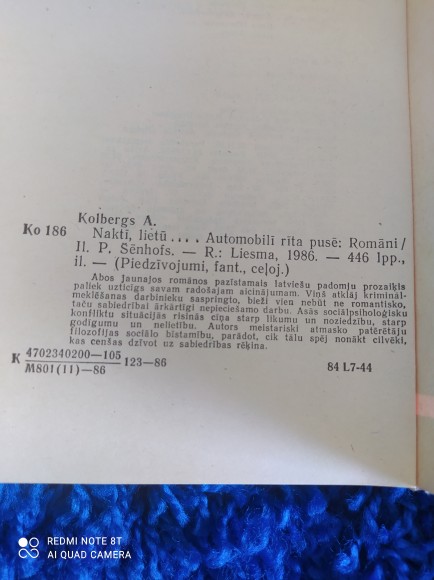 Kolbergs A.
Ko 186 Naktī, lietū . . . . Automobilī rīta pusē: Romāni/
Il. P. Sēnhofs. — R.: Liesma, 1986. — 446 lpp.,
il. — (Piedzīvojumi, fant., ceļoj.)
Abos jaunajos romānos pazīstamais latviešu padomju prozaiķis
paliek uzticīgs savam radošajam aicinājumam. Viņš atklāj krimināl-
meklēšanas darbinieku saspringto, bieži vien nebūt ne romantisko,
taču sabiedrībai ārkārtīgi nepieciešamo darbu. Asās sociālpsiholoģisku
konfliktu situācijās risinās cīņa starp likumu un noziedzību, starp
godīgumu un nelietību. Autors meistariski atmasko patērētāju
filozofijas sociālo bīstamību, parādot, cik tālu spēj nonākt cilvēki,
kas cenšas dzīvot uz sabiedrības rēķina.
K 4702340200—105
M801(11)—86 123—86 84 L7-44
REDMI NOTE 8T
AI QUAD CAMERA